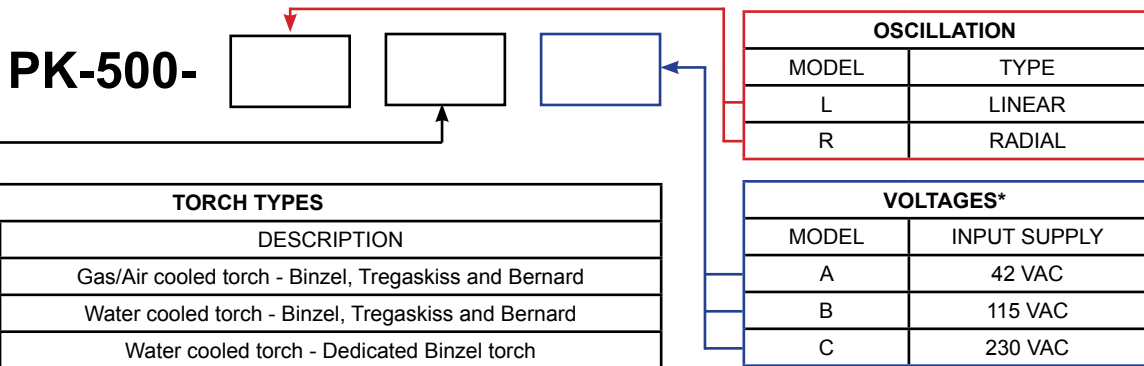 PK-500-
OSCILLATION
MODEL TYPE
L LINEAR
R RADIAL
TORCH TYPES
DESCRIPTION
Gas/Air cooled torch - Binzel, Tregaskiss and Bernard
Water cooled torch - Binzel, Tregaskiss and Bernard
Water cooled torch - Dedicated Binzel torch
VOLTAGES*
MODEL INPUT SUPPLY
A 42 VAC
B 115 VAC
C 230 VAC